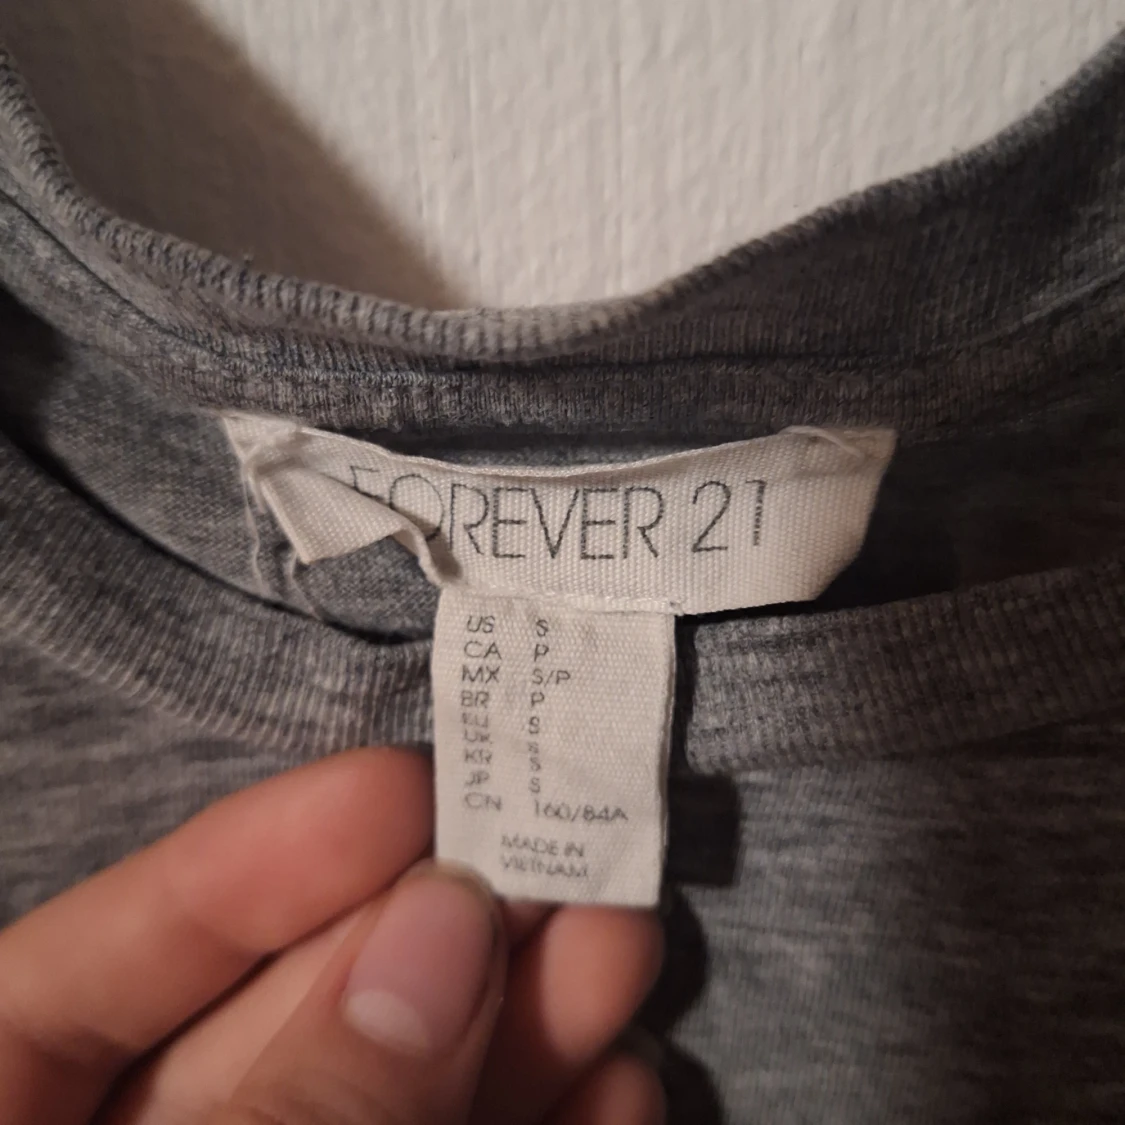 FOREVER 21
US S
CA P
MX S/P
BR P
EU S
UK S
KR S
JP S
CN 160/84A
MADE IN
VIETNAM